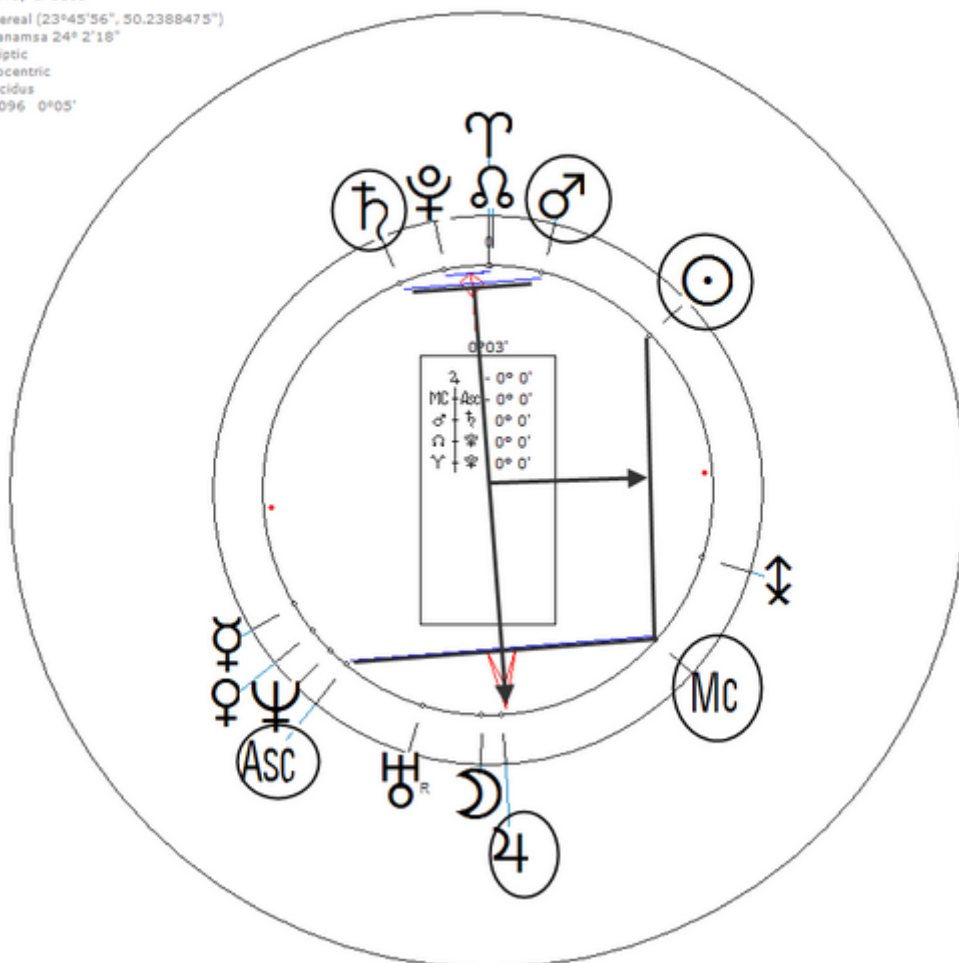 ereal (23°45'56", 50.2388475")
anamsa 24° 2'18"
iptic
ocentric
cidus
096 0°05'
♈
♄ ♇ ☊ ♂
☉
0°03'
♃ - 0° 0'
MC Asc - 0° 0'
♂ ♄ 0° 0'
☊ 0° 0'
♈ 0° 0'
☿
♀ ♆
Mc
Asc
♅ R ☽
♃